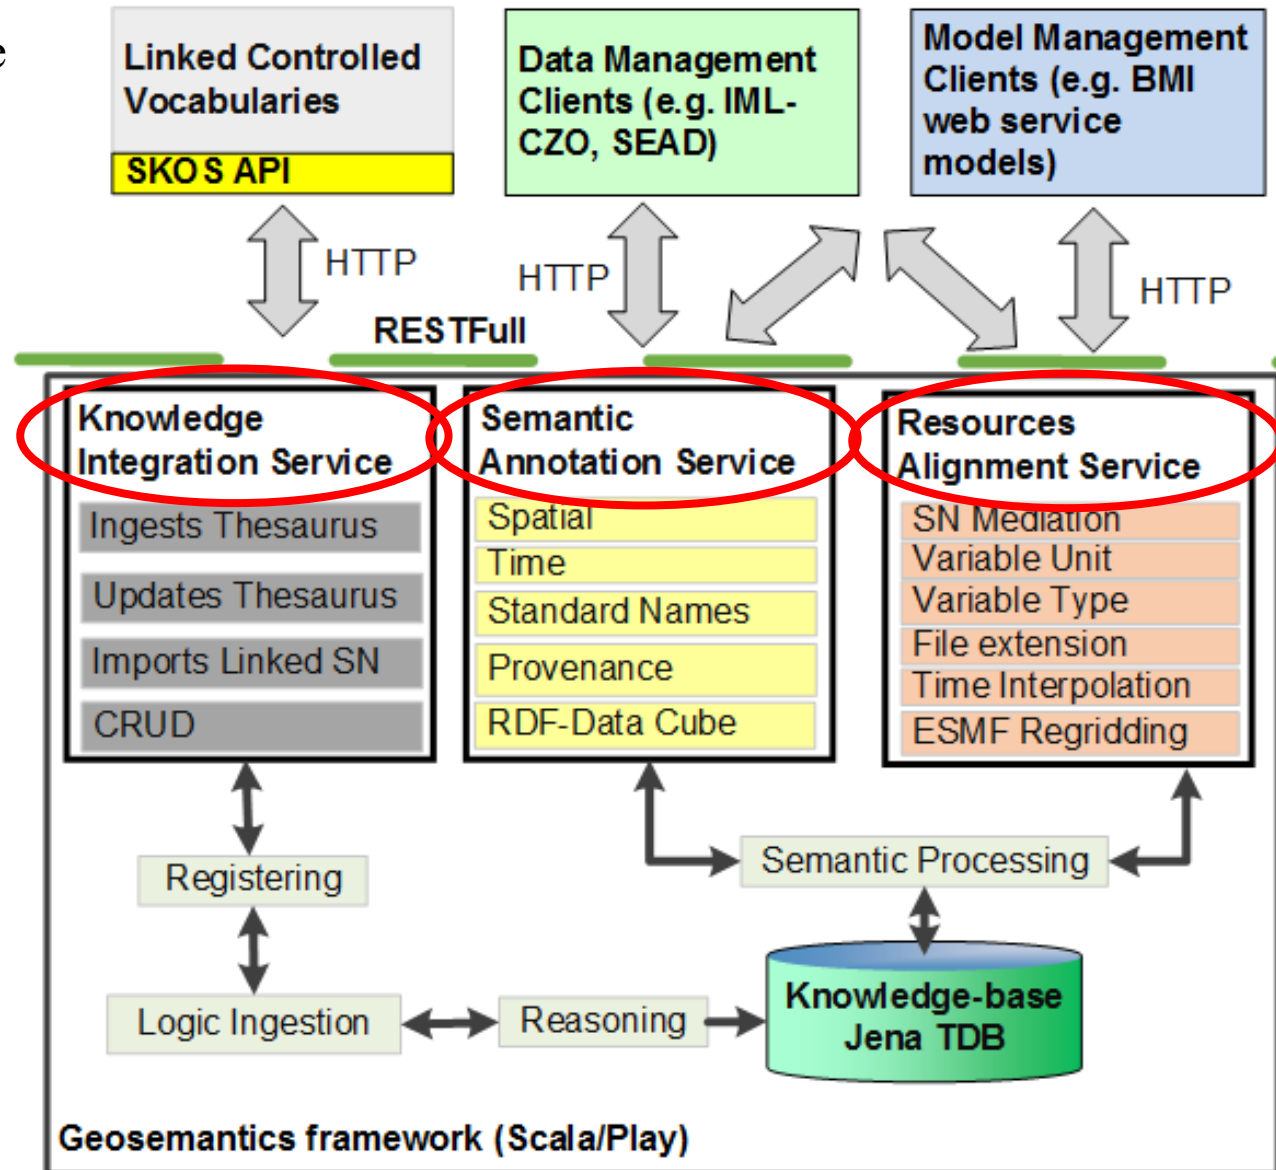 e
Linked Controlled
Vocabularies
SKOS API
Data Management
Clients (e.g. IML-
CZO, SEAD)
Model Management
Clients (e.g. BMI
web service
models)
HTTP
HTTP
HTTP
RESTFull
Knowledge
Integration Service
Ingests Thesaurus
Updates Thesaurus
Imports Linked SN
CRUD
Semantic
Annotation Service
Spatial
Time
Standard Names
Provenance
RDF-Data Cube
Resources
Alignment Service
SN Mediation
Variable Unit
Variable Type
File extension
Time Interpolation
ESMF Regridding
Registering
Semantic Processing
Logic Ingestion
Reasoning
Knowledge-base
Jena TDB
Geosemantics framework (Scala/Play)